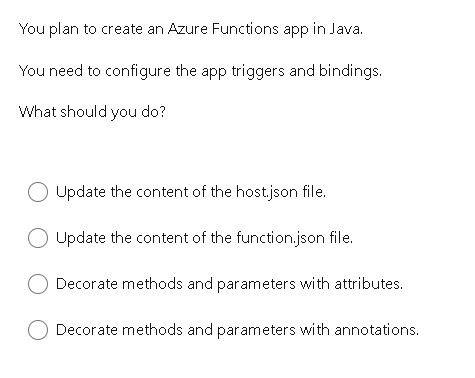 You plan to create an Azure Functions app in Java.
You need to configure the app triggers and bindings.
What should you do?
Update the content of the host.json file.
Update the content of the function.json file.
Decorate methods and parameters with attributes.
Decorate methods and parameters with annotations.